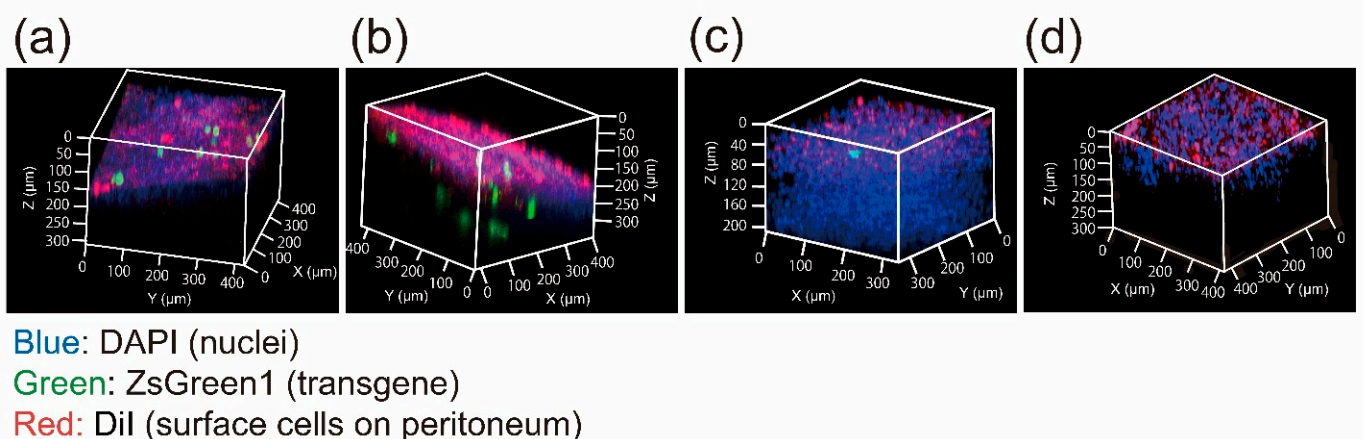 (a) (b) (c) (d)
0
50
100
150
200
250
300
Z (μm)
0 100 200 300 400
Y (μm)
0
100
200
300
400
X (μm)
0
50
100
150
200
250
300
Z (μm)
400 300 200 100 0
Y (μm)
0 100 200 300 400
X (μm)
0
40
80
120
160
200
Z (μm)
0 100 200 300
X (μm)
300 200 100 0
Y (μm)
0
50
100
150
200
250
300
Z (μm)
0 100 200 300 400
X (μm)
400 300 200 100 0
Y (μm)
Blue: DAPI (nuclei)
Green: ZsGreen1 (transgene)
Red: DiI (surface cells on peritoneum)